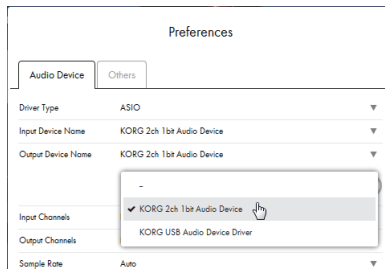 Preferences
Audio Device
Others
Driver Type ASIO
Input Device Name KORG 2ch 1bit Audio Device
Output Device Name KORG 2ch 1bit Audio Device
–
KORG 2ch 1bit Audio Device
KORG USB Audio Device Driver
Input Channels
Output Channels
Sample Rate Auto